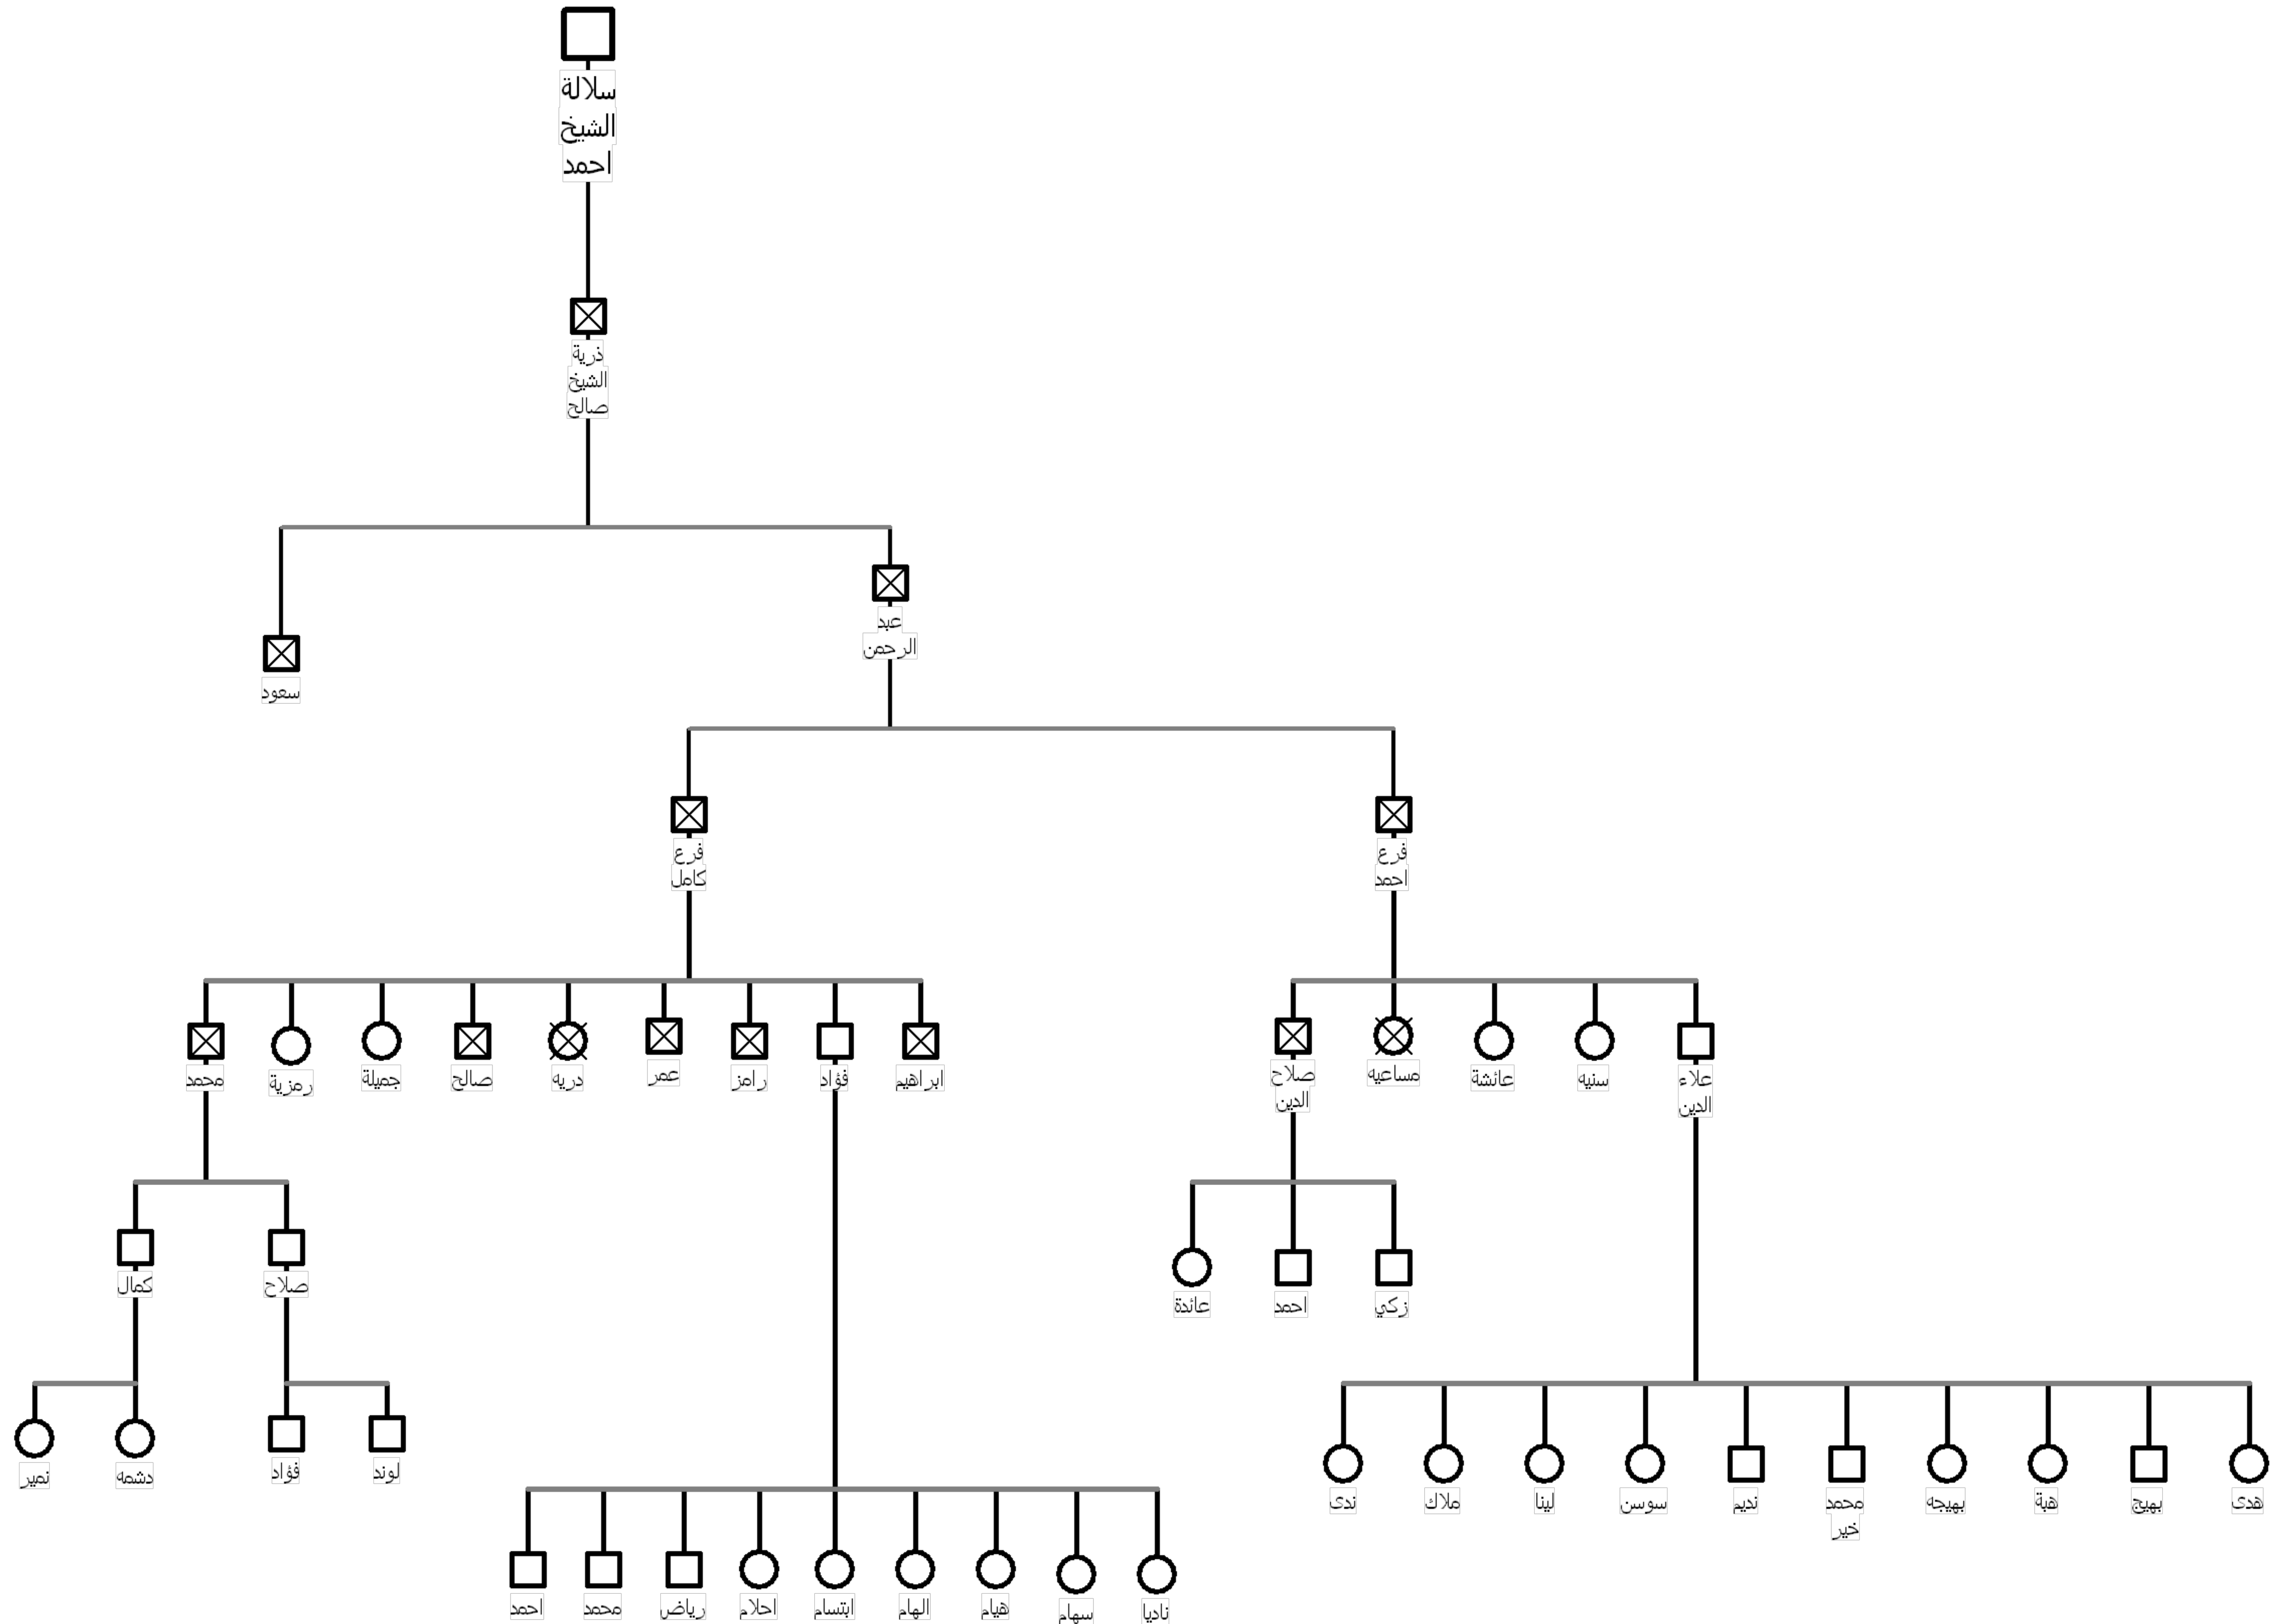 سلالة
الشيخ
احمد
ذرية
الشيخ
صالح
عبد
الرحمن
سعود
فرع
كامل
فرع
احمد
محمد
رمزية
جميلة
صالح
دريه
عمر
رامز
فؤاد
ابراهيم
صلاح
الدين
مساعيه
عائشة
سنيه
علاء
الدين
كمال
صلاح
عائدة
احمد
زكي
نمير
دشمه
فؤاد
لوند
ندى
ملاك
لينا
سوسن
نديم
محمد
خير
بهيجه
هبة
بهيج
هدى
احمد
محمد
رياض
احلام
ابتسام
الهام
هيام
سهام
ناديا